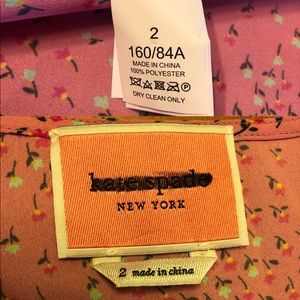 2
160/84A
MADE IN CHINA
100% POLYESTER
DRY CLEAN ONLY
kate spade
NEW YORK
2 made in china